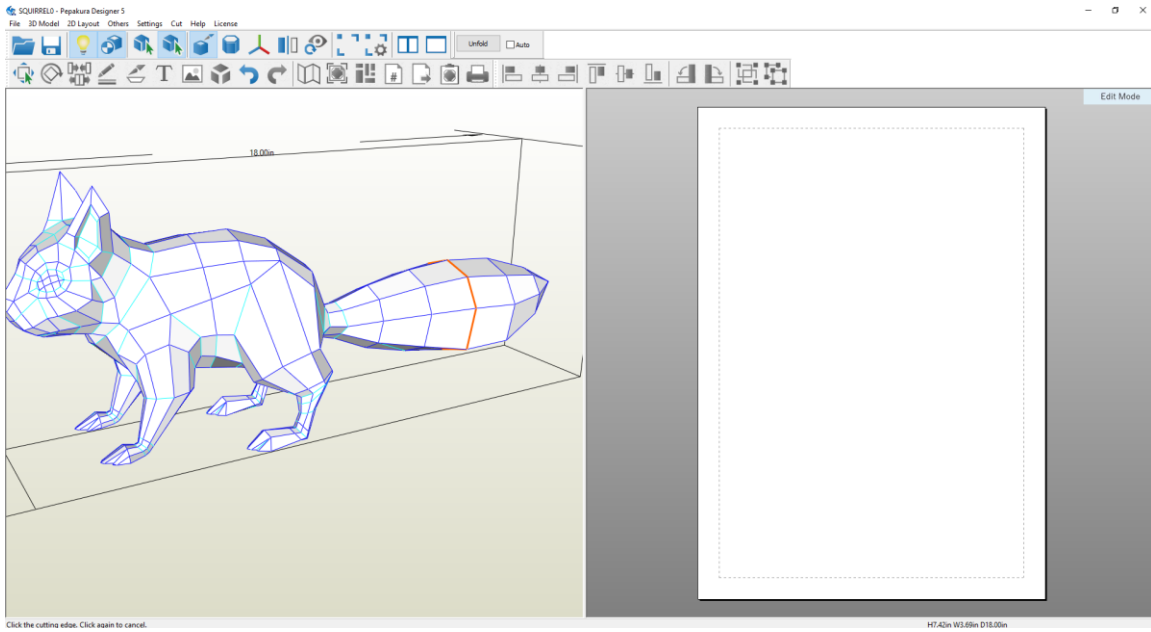 SQUIRREL0 - Pepakura Designer 5
File 3D Model 2D Layout Others Settings Cut Help License
Unfold Auto
Edit Mode
18.00in
Click the cutting edge. Click again to cancel.
H7.42in W3.69in D18.00in